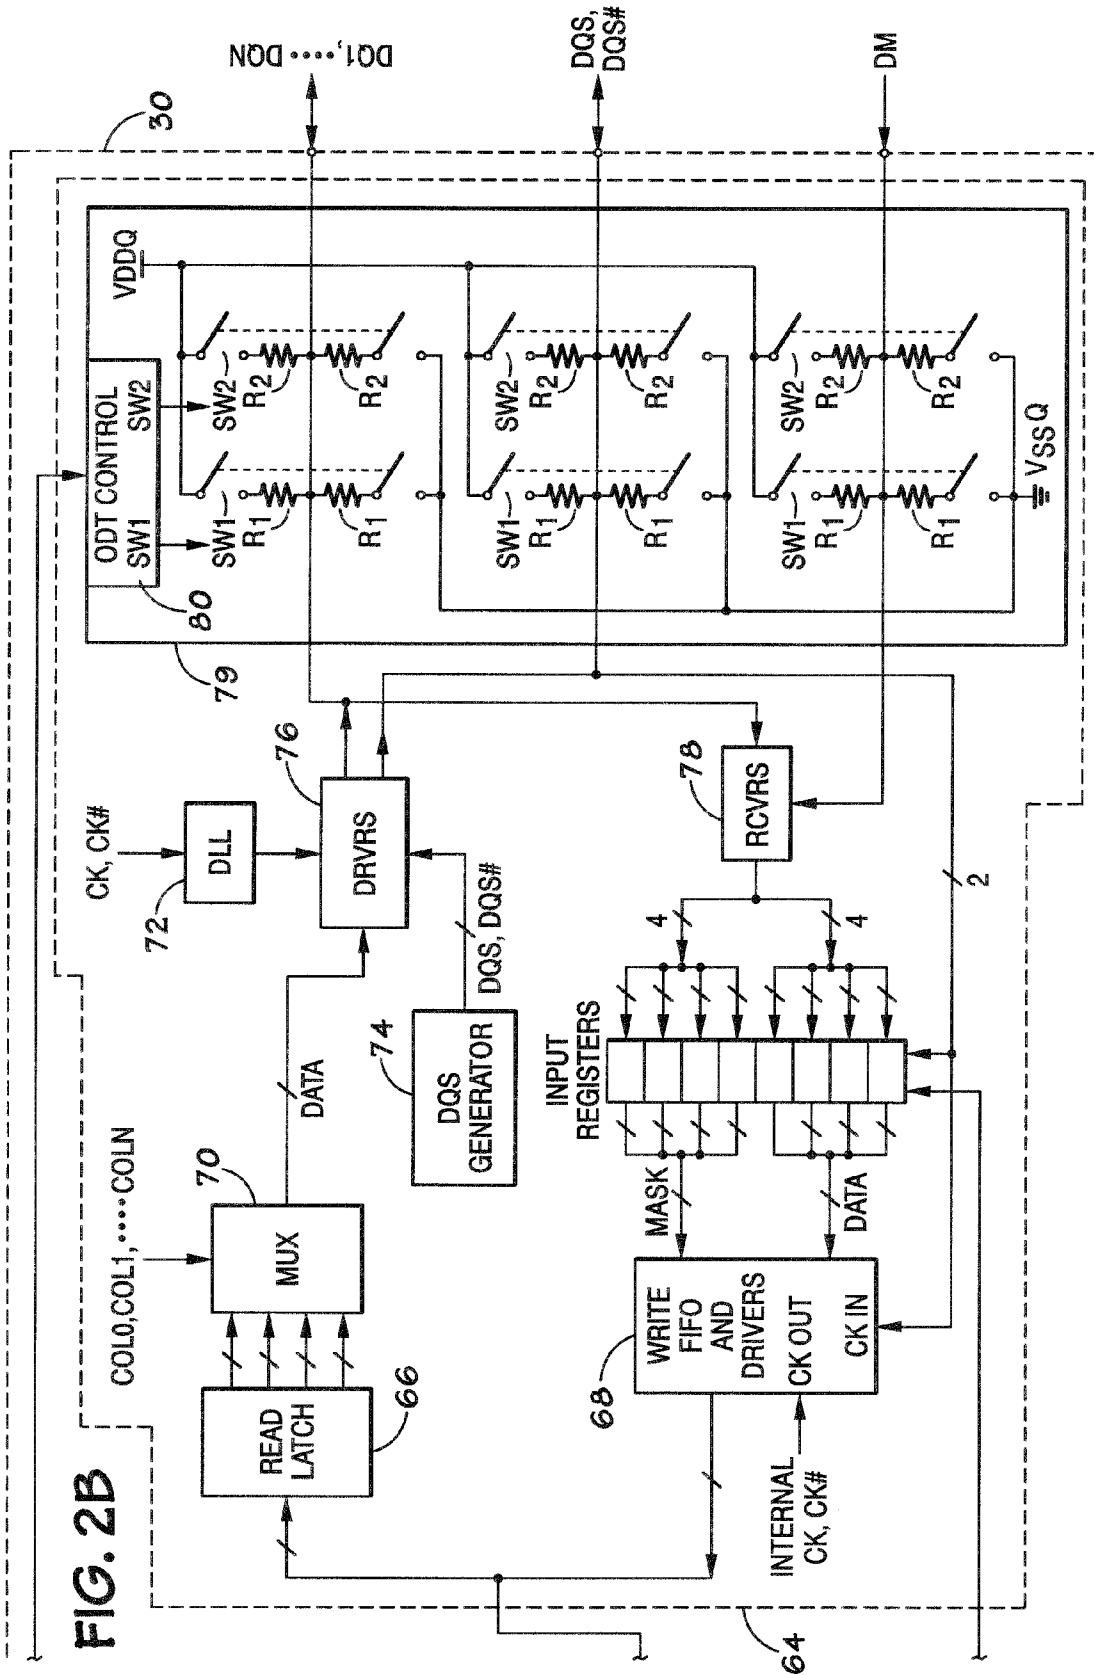 FIG. 2B
30
DQ1,····DQN
DQS,
DQS#
DM
79
80
ODT CONTROL
SW1
SW2
VDDQ
SW1
R1
R1
SW2
R2
R2
SW1
R1
R1
SW2
R2
R2
SW1
R1
R1
SW2
R2
R2
VSSQ
CK, CK#
72
DLL
76
DRVRS
78
RCVRS
DQS, DQS#
74
DQS
GENERATOR
DATA
COL0,COL1,····COLN
70
MUX
READ
LATCH
66
4
4
2
INPUT
REGISTERS
MASK
DATA
68
WRITE
FIFO
AND
DRIVERS
CK OUT
CK IN
INTERNAL
CK, CK#
64